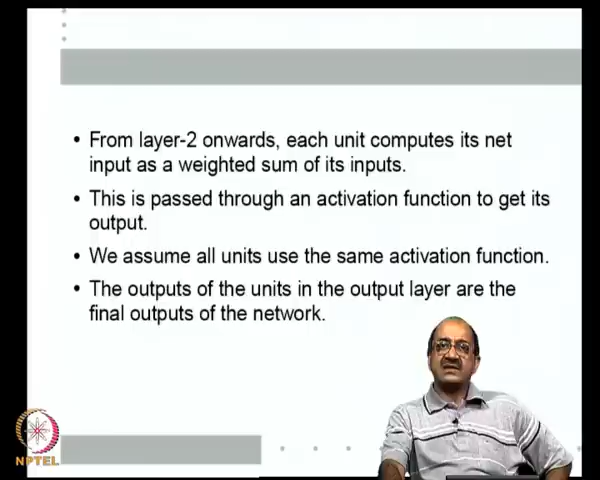 • From layer-2 onwards, each unit computes its net
input as a weighted sum of its inputs.
• This is passed through an activation function to get its
output.
• We assume all units use the same activation function.
• The outputs of the units in the output layer are the
final outputs of the network.
NPTEL